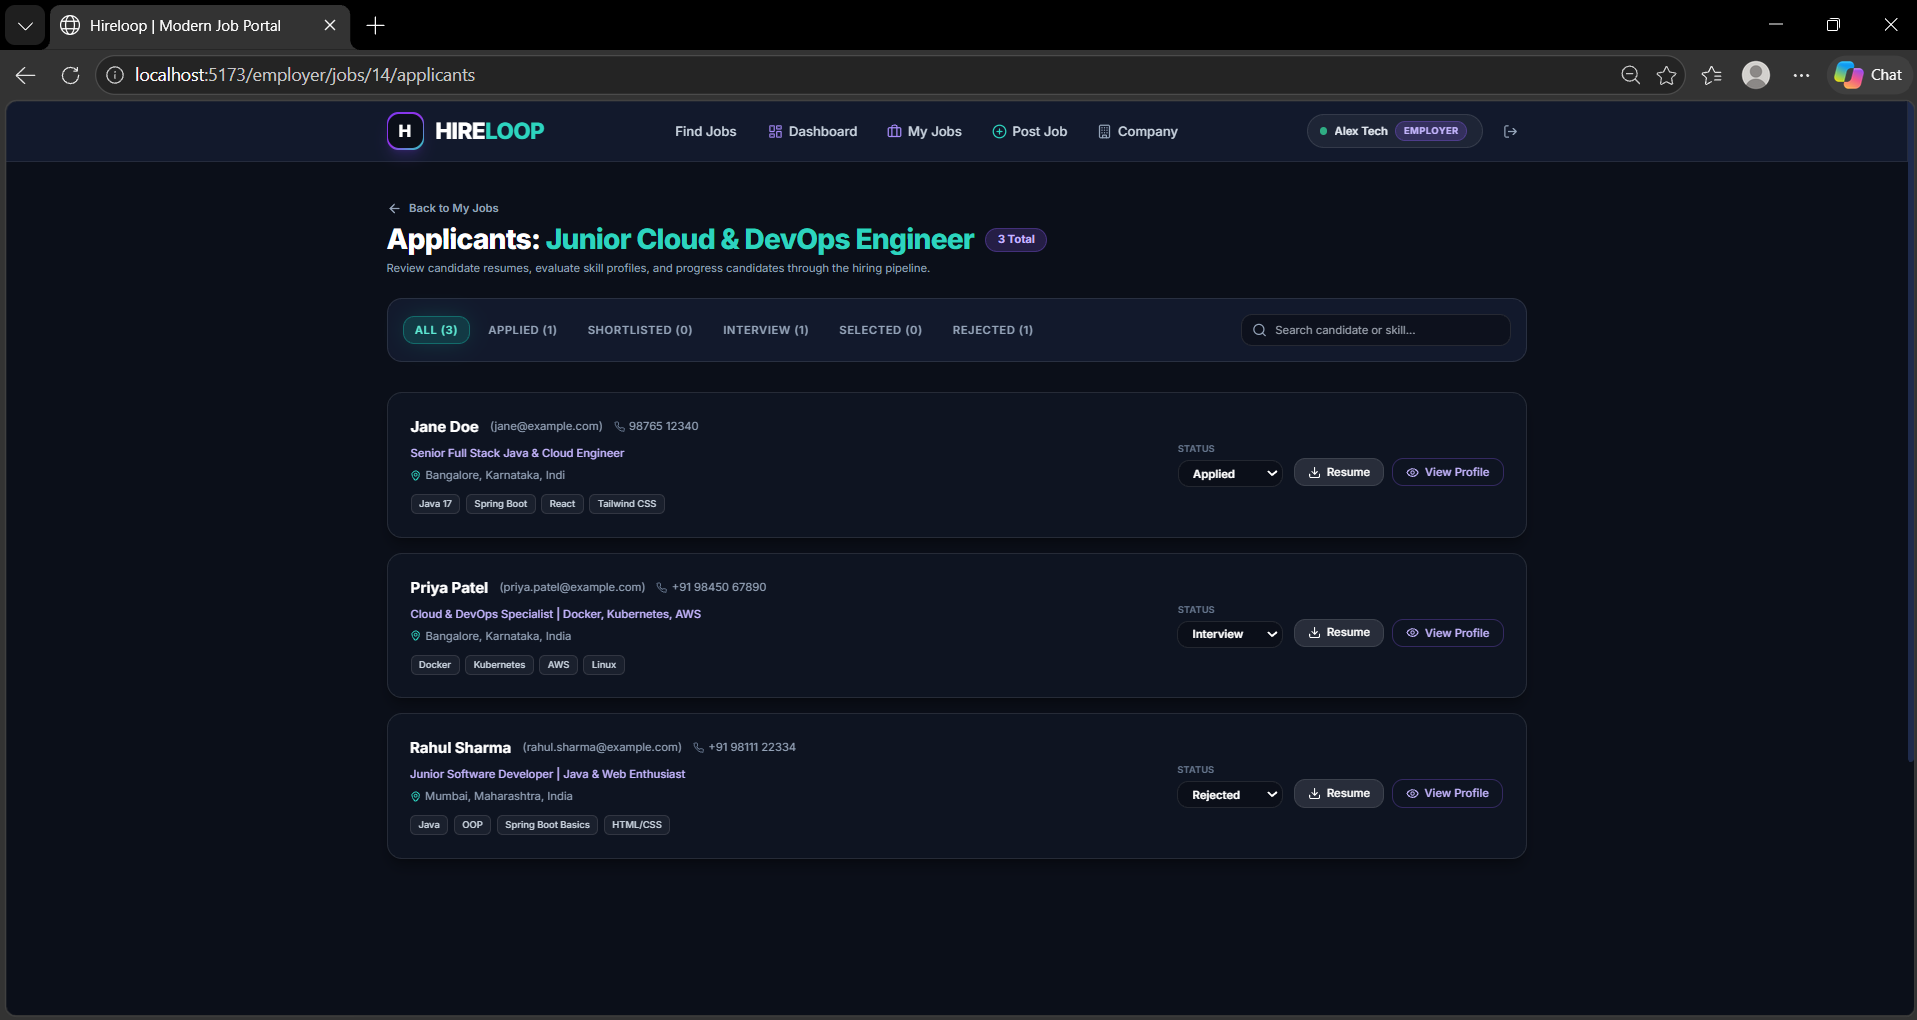 Hireloop | Modern Job Portal
localhost:5173/employer/jobs/14/applicants
Chat
H HIRELOOP
Find Jobs Dashboard My Jobs Post Job Company
Alex Tech EMPLOYER
Back to My Jobs
Applicants: Junior Cloud & DevOps Engineer 3 Total
Review candidate resumes, evaluate skill profiles, and progress candidates through the hiring pipeline.
ALL (3) APPLIED (1) SHORTLISTED (0) INTERVIEW (1) SELECTED (0) REJECTED (1)
Search candidate or skill...
Jane Doe (jane@example.com) 98765 12340
Senior Full Stack Java & Cloud Engineer
Bangalore, Karnataka, Indi
Java 17 Spring Boot React Tailwind CSS
STATUS
Applied Resume View Profile
Priya Patel (priya.patel@example.com) +91 98450 67890
Cloud & DevOps Specialist | Docker, Kubernetes, AWS
Bangalore, Karnataka, India
Docker Kubernetes AWS Linux
STATUS
Interview Resume View Profile
Rahul Sharma (rahul.sharma@example.com) +91 98111 22334
Junior Software Developer | Java & Web Enthusiast
Mumbai, Maharashtra, India
Java OOP Spring Boot Basics HTML/CSS
STATUS
Rejected Resume View Profile